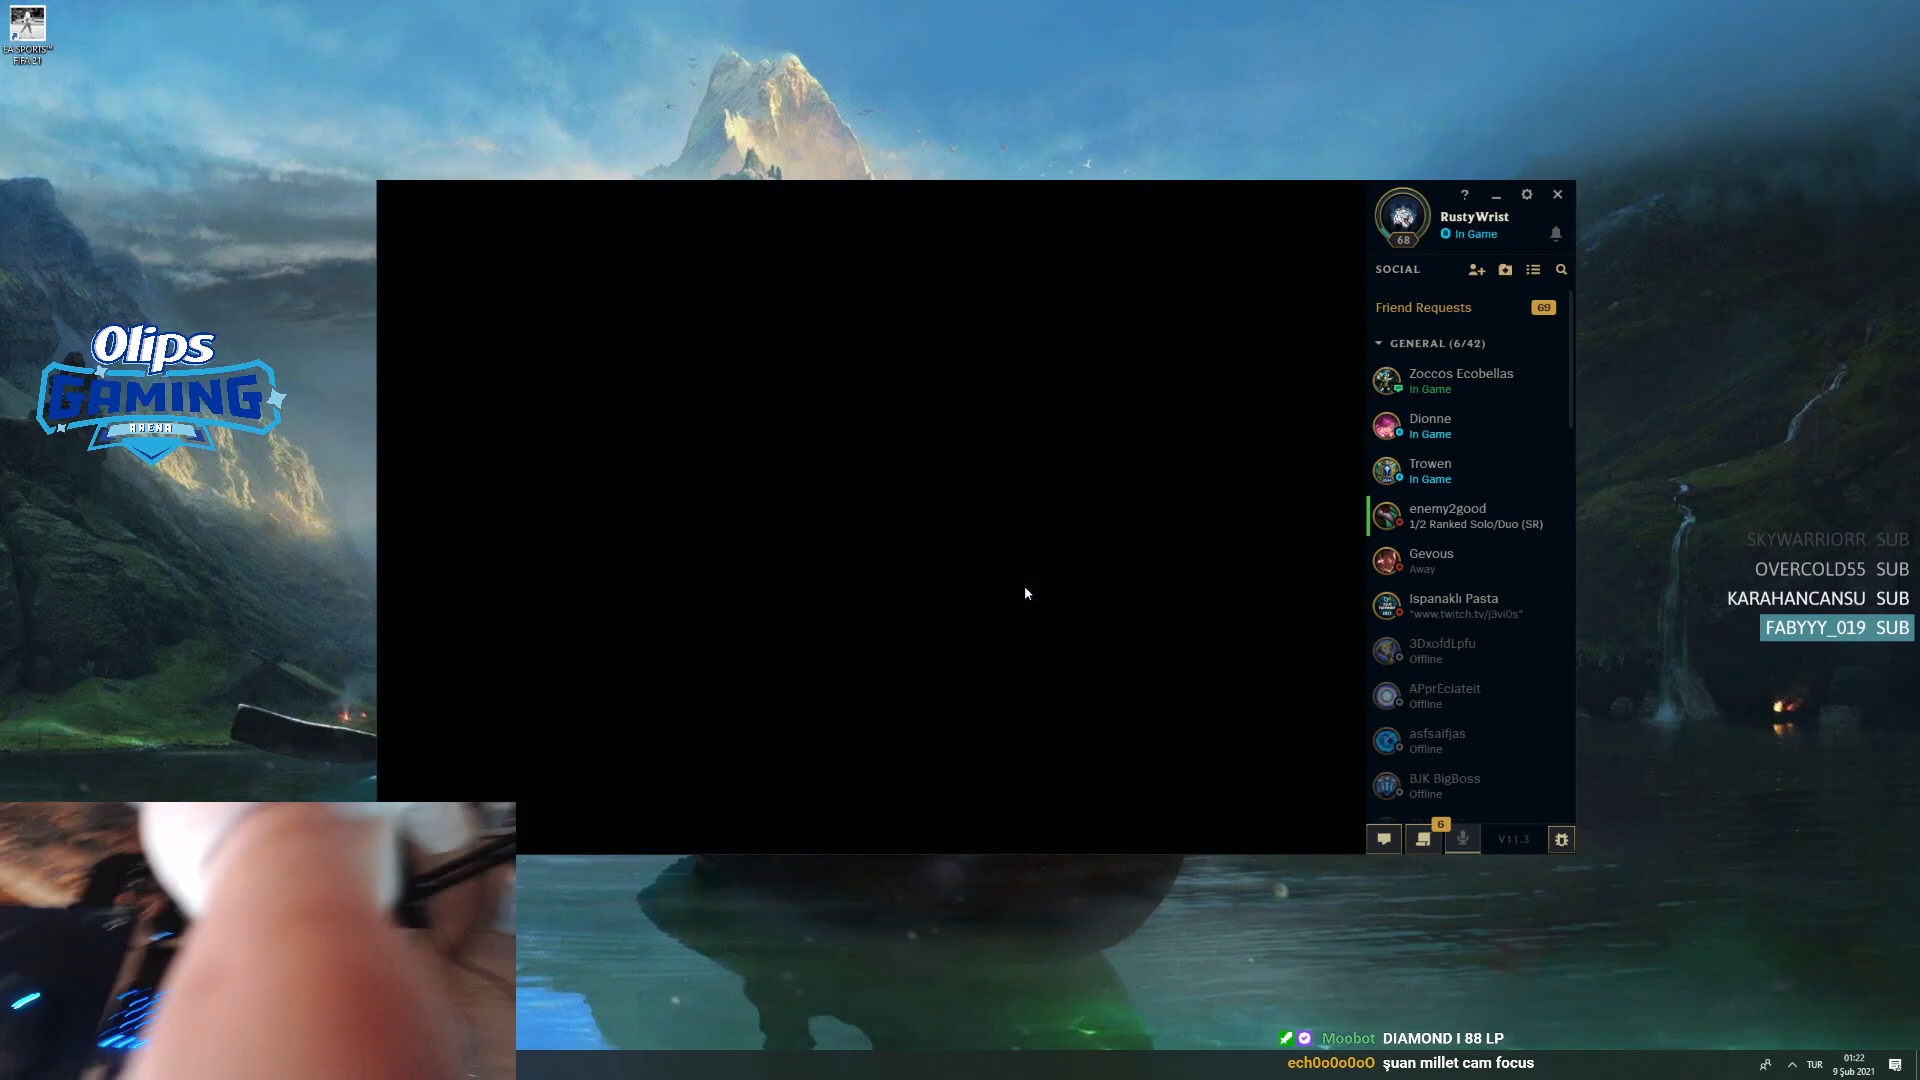 EA SPORTS™
FIFA 21
Olips
GAMING
ARENA
RustyWrist
In Game
68
SOCIAL
Friend Requests
69
GENERAL (6/42)
Zoccos Ecobellas
In Game
Dionne
In Game
Trowen
In Game
enemy2good
1/2 Ranked Solo/Duo (SR)
Gevous
Away
Ispanaklı Pasta
"www.twitch.tv/j3vi0s"
3DxofdLpfu
Offline
APprEciateit
Offline
asfsaifjas
Offline
BJK BigBoss
Offline
6
V11.3
SKYWARRIORR SUB
OVERCOLD55 SUB
KARAHANCANSU SUB
FABYYY_019 SUB
Moobot DIAMOND I 88 LP
ech0o0o0oO şuan millet cam focus
TUR
01:22
9 Şub 2021